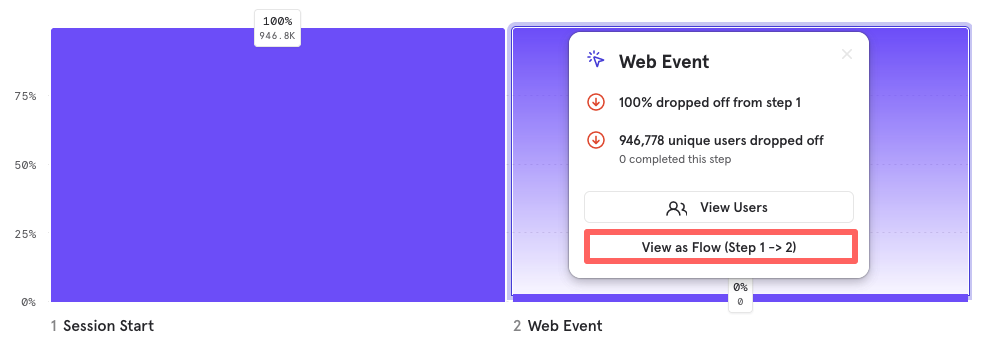 100%
946.8K
75%
50%
25%
0%
Web Event
100% dropped off from step 1
946,778 unique users dropped off
0 completed this step
View Users
View as Flow (Step 1 -> 2)
0%
0
1 Session Start
2 Web Event